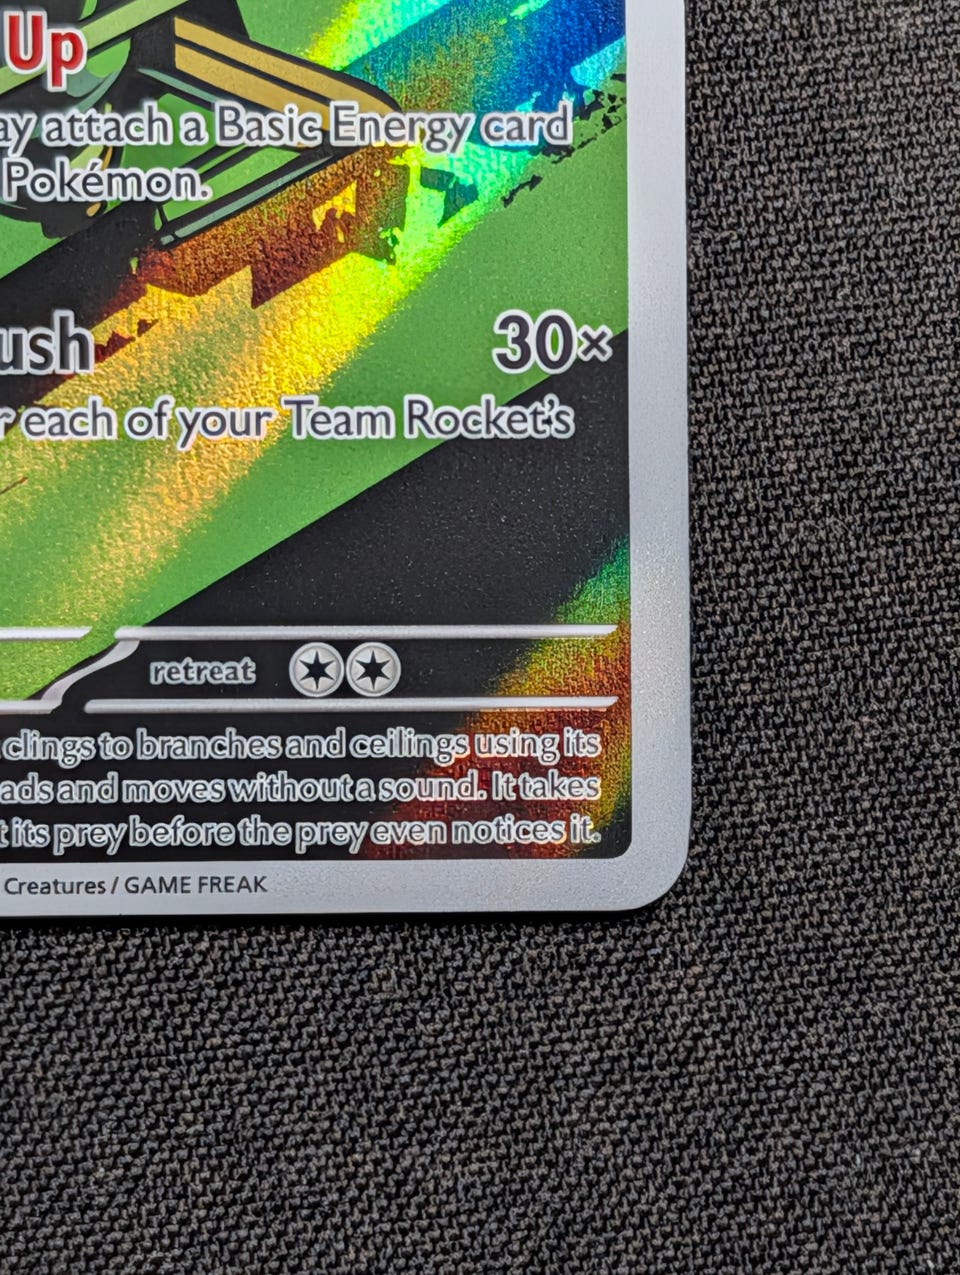 Up
ay attach a Basic Energy card
Pokémon.
ush 30×
r each of your Team Rocket's
retreat
clings to branches and ceilings using its
ads and moves without a sound. It takes
t its prey before the prey even notices it.
Creatures / GAME FREAK